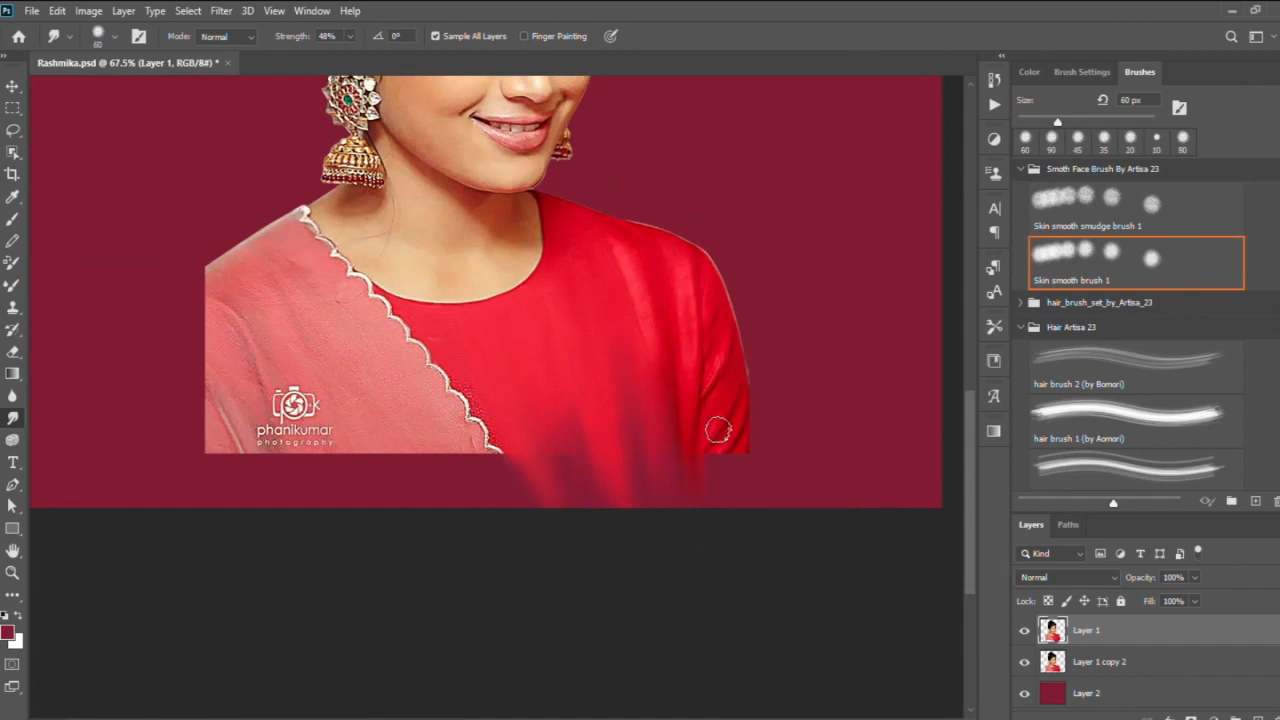 Ps File Edit Image Layer Type Select Filter 3D View Window Help
60 Mode: Normal Strength: 48% 0° Sample All Layers Finger Painting
Rashmika.psd @ 67.5% (Layer 1, RGB/8#) * ×
Color Brush Settings Brushes
Size: 60 px
60 90 45 35 20 10 80
Smoth Face Brush By Artisa 23
Skin smooth smudge brush 1
Skin smooth brush 1
hair_brush_set_by_Artisa_23
Hair Artisa 23
hair brush 2 (by Bomori)
hair brush 1 (by Aomori)
phanikumar
photography
Layers Paths
Kind
Normal Opacity: 100%
Lock: Fill: 100%
Layer 1
Layer 1 copy 2
Layer 2